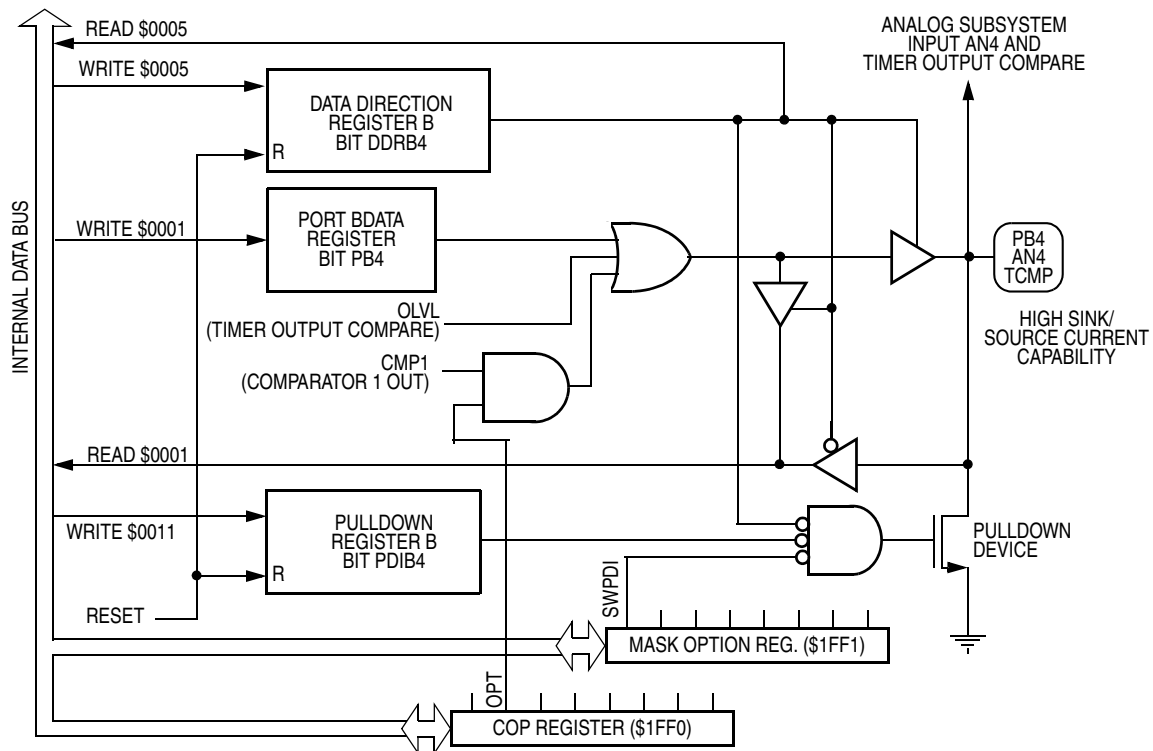 READ $0005
WRITE $0005
DATA DIRECTION
REGISTER B
BIT DDRB4
R
ANALOG SUBSYSTEM
INPUT AN4 AND
TIMER OUTPUT COMPARE
INTERNAL DATA BUS
WRITE $0001
PORT BDATA
REGISTER
BIT PB4
OLVL
(TIMER OUTPUT COMPARE)
CMP1
(COMPARATOR 1 OUT)
PB4
AN4
TCMP
HIGH SINK/
SOURCE CURRENT
CAPABILITY
READ $0001
WRITE $0011
PULLDOWN
REGISTER B
BIT PDIB4
R
RESET
PULLDOWN
DEVICE
SWPDI
MASK OPTION REG. ($1FF1)
OPT
COP REGISTER ($1FF0)